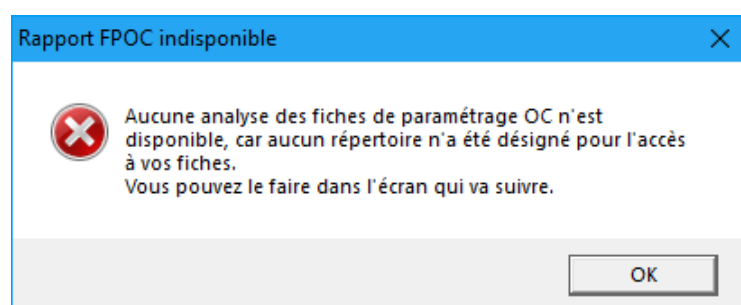 Rapport FPOC indisponible
Aucune analyse des fiches de paramétrage OC n'est
disponible, car aucun répertoire n'a été désigné pour l'accès
à vos fiches.
Vous pouvez le faire dans l'écran qui va suivre.
OK